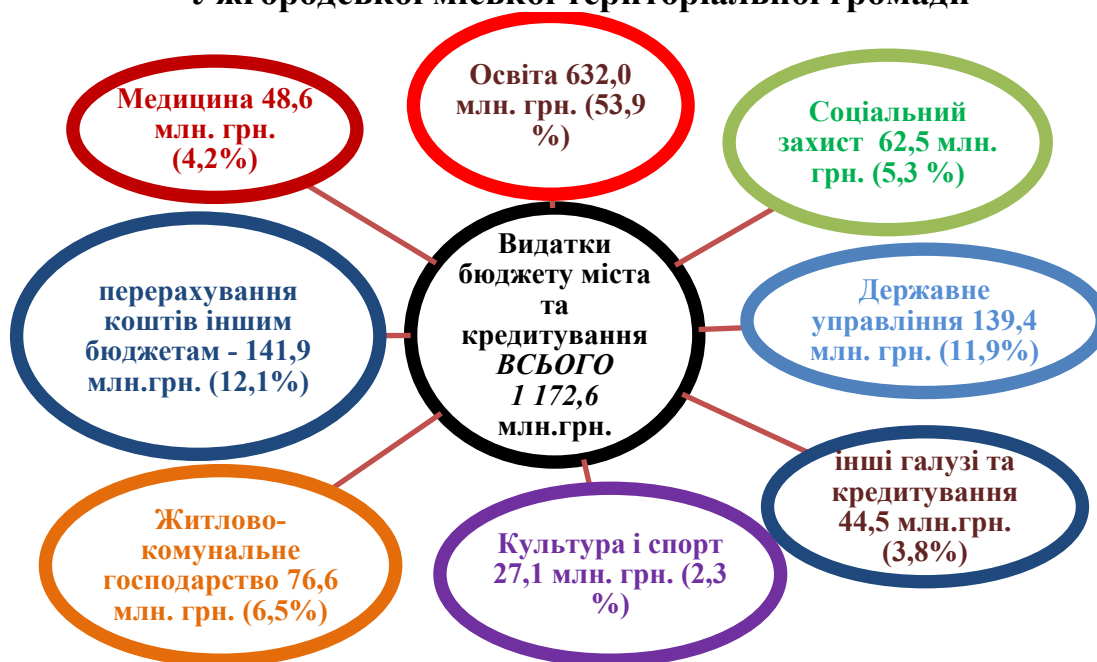 Ужгородської міської територіальної громади
Медицина 48,6
млн. грн.
(4,2%)
Освіта 632,0
млн. грн. (53,9
%)
Соціальний
захист 62,5 млн.
грн. (5,3 %)
перерахування
коштів іншим
бюджетам - 141,9
млн.грн. (12,1%)
Видатки
бюджету міста
та
кредитування
ВСЬОГО
1 172,6
млн.грн.
Державне
управління 139,4
млн. грн. (11,9%)
Житлово-
комунальне
господарство 76,6
млн. грн. (6,5%)
Культура і спорт
27,1 млн. грн. (2,3
%)
інші галузі та
кредитування
44,5 млн.грн.
(3,8%)